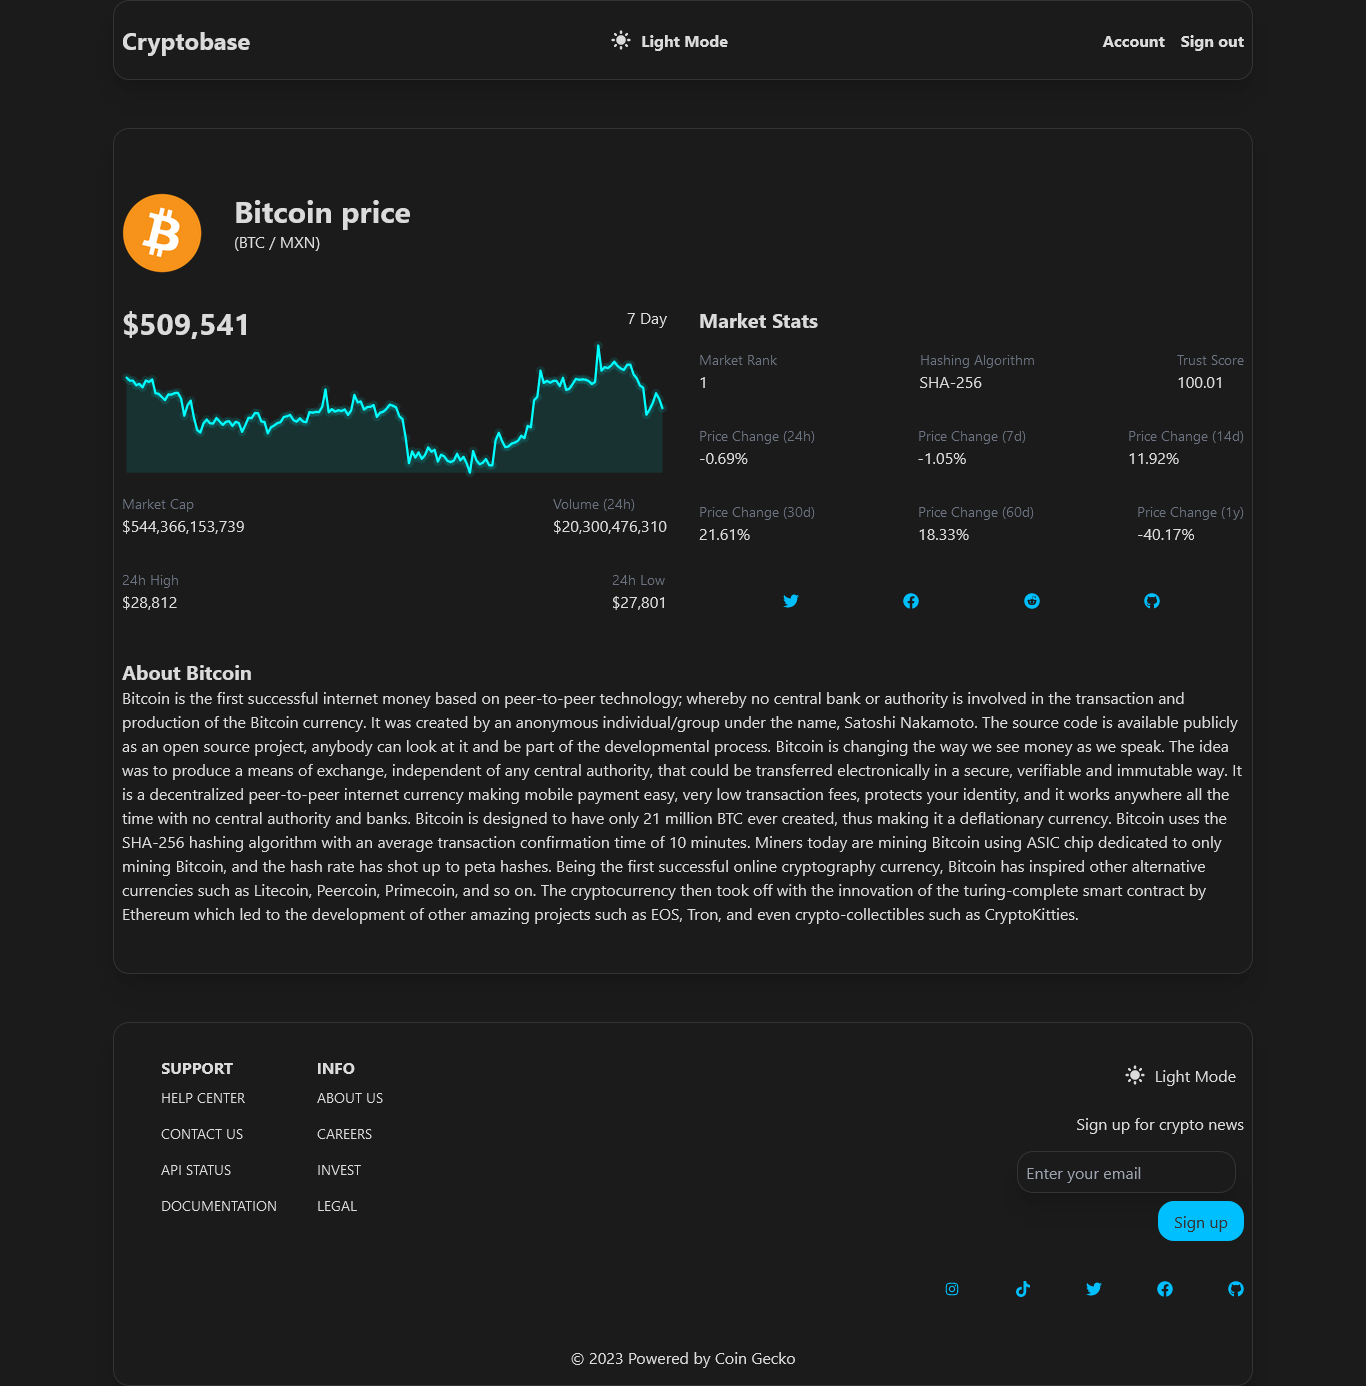 Cryptobase
Light Mode
Account Sign out
Bitcoin price
(BTC / MXN)
$509,541
7 Day
Market Cap
$544,366,153,739
Volume (24h)
$20,300,476,310
24h High
$28,812
24h Low
$27,801
Market Stats
Market Rank
1
Hashing Algorithm
SHA-256
Trust Score
100.01
Price Change (24h)
-0.69%
Price Change (7d)
-1.05%
Price Change (14d)
11.92%
Price Change (30d)
21.61%
Price Change (60d)
18.33%
Price Change (1y)
-40.17%
About Bitcoin
Bitcoin is the first successful internet money based on peer-to-peer technology; whereby no central bank or authority is involved in the transaction and
production of the Bitcoin currency. It was created by an anonymous individual/group under the name, Satoshi Nakamoto. The source code is available publicly
as an open source project, anybody can look at it and be part of the developmental process. Bitcoin is changing the way we see money as we speak. The idea
was to produce a means of exchange, independent of any central authority, that could be transferred electronically in a secure, verifiable and immutable way. It
is a decentralized peer-to-peer internet currency making mobile payment easy, very low transaction fees, protects your identity, and it works anywhere all the
time with no central authority and banks. Bitcoin is designed to have only 21 million BTC ever created, thus making it a deflationary currency. Bitcoin uses the
SHA-256 hashing algorithm with an average transaction confirmation time of 10 minutes. Miners today are mining Bitcoin using ASIC chip dedicated to only
mining Bitcoin, and the hash rate has shot up to peta hashes. Being the first successful online cryptography currency, Bitcoin has inspired other alternative
currencies such as Litecoin, Peercoin, Primecoin, and so on. The cryptocurrency then took off with the innovation of the turing-complete smart contract by
Ethereum which led to the development of other amazing projects such as EOS, Tron, and even crypto-collectibles such as CryptoKitties.
SUPPORT
HELP CENTER
CONTACT US
API STATUS
DOCUMENTATION
INFO
ABOUT US
CAREERS
INVEST
LEGAL
Light Mode
Sign up for crypto news
Enter your email
Sign up
© 2023 Powered by Coin Gecko